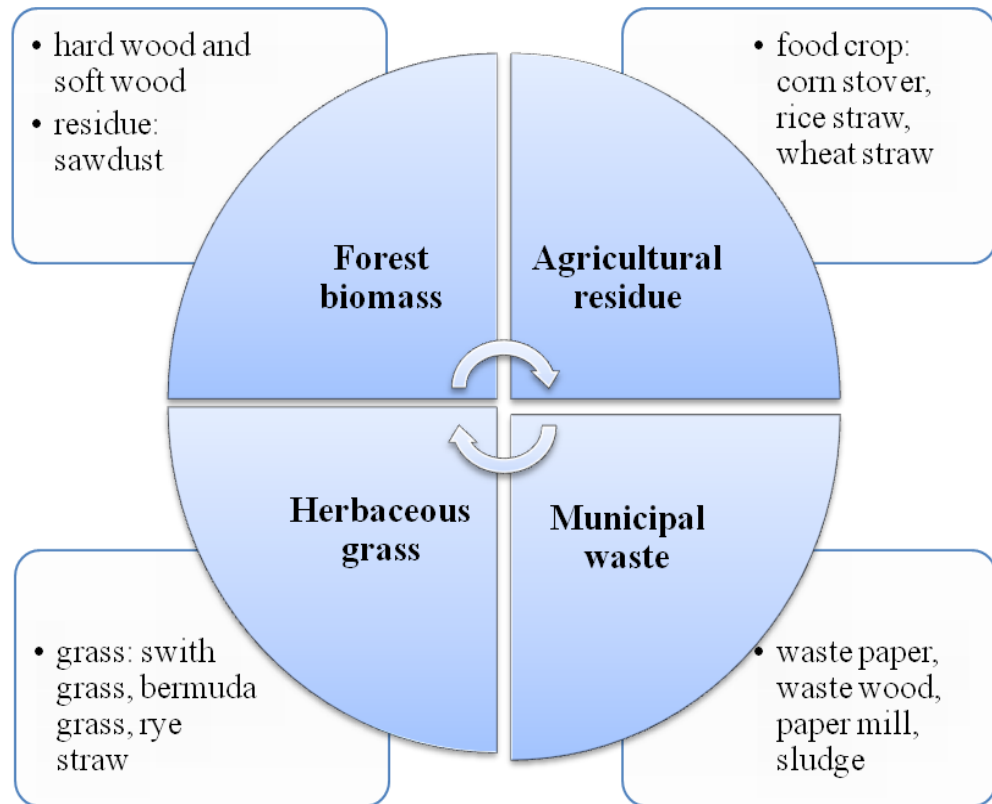 • hard wood and
soft wood
• residue:
sawdust
• food crop:
corn stover,
rice straw,
wheat straw
Forest
biomass
Agricultural
residue
Herbaceous
grass
Municipal
waste
• grass: swith
grass, bermuda
grass, rye
straw
• waste paper,
waste wood,
paper mill,
sludge